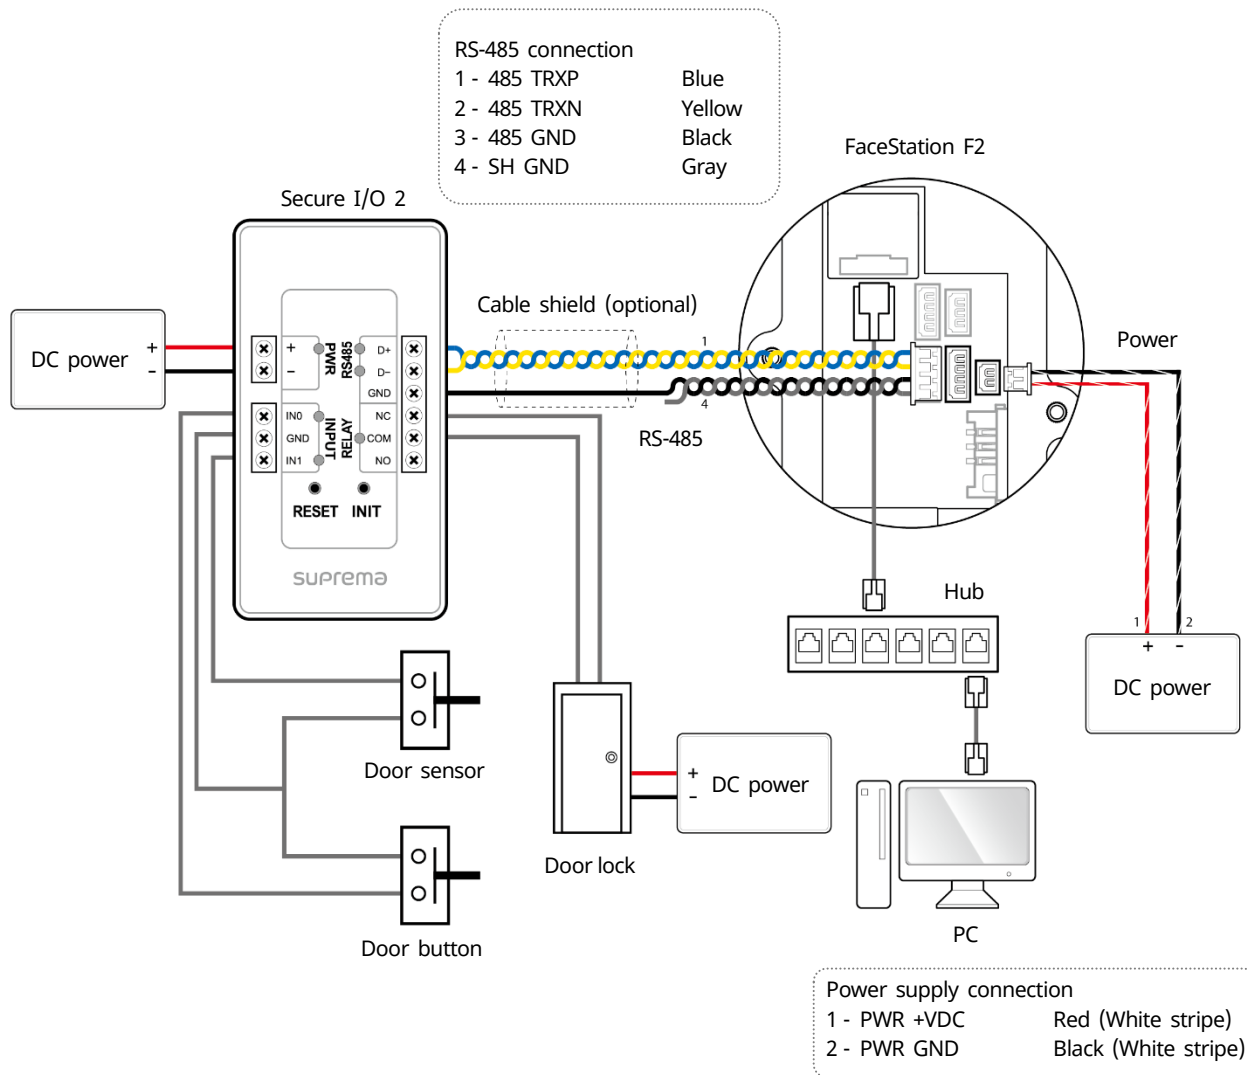 RS-485 connection
1 - 485 TRXP Blue
2 - 485 TRXN Yellow
3 - 485 GND Black
4 - SH GND Gray
FaceStation F2
Secure I/O 2
Cable shield (optional)
Power
DC power
+
-
+
-
PWR
RS485
D+
D-
GND
IN0
GND
IN1
INPUT
RELAY
NC
COM
NO
RESET INIT
suprema
1
4
RS-485
Hub
1 2
+ -
DC power
Door sensor
Door button
Door lock
+
-
DC power
PC
Power supply connection
1 - PWR +VDC Red (White stripe)
2 - PWR GND Black (White stripe)